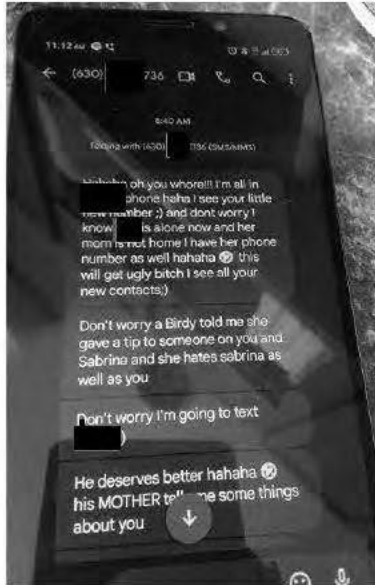 11:12 AM
(630) 736
8:40 AM
Texting with (630) 736 (SMS/MMS)
Hahaha oh you whore!!! I'm all in
phone haha I see your little
new number ;) and dont worry I
know is alone now and her
mom is not home I have her phone
number as well hahaha 🤣 this
will get ugly bitch I see all your
new contacts;)
Don't worry a Birdy told me she
gave a tip to someone on you and
Sabrina and she hates sabrina as
well as you
Don't worry I'm going to text
He deserves better hahaha 🤣
his MOTHER tells me some things
about you